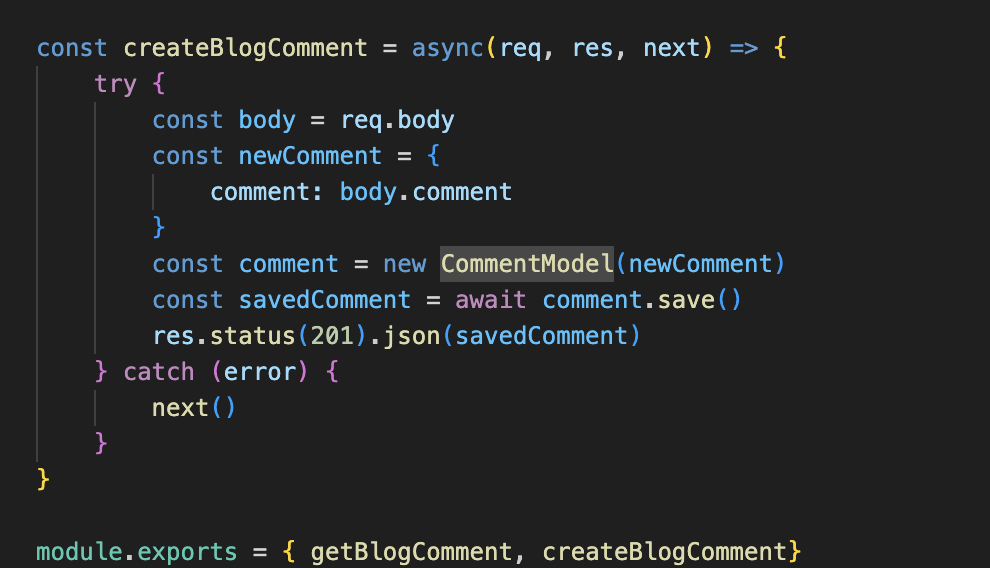 const createBlogComment = async(req, res, next) => {
    try {
        const body = req.body
        const newComment = {
            comment: body.comment
        }
        const comment = new CommentModel(newComment)
        const savedComment = await comment.save()
        res.status(201).json(savedComment)
    } catch (error) {
        next()
    }
}

module.exports = { getBlogComment, createBlogComment}